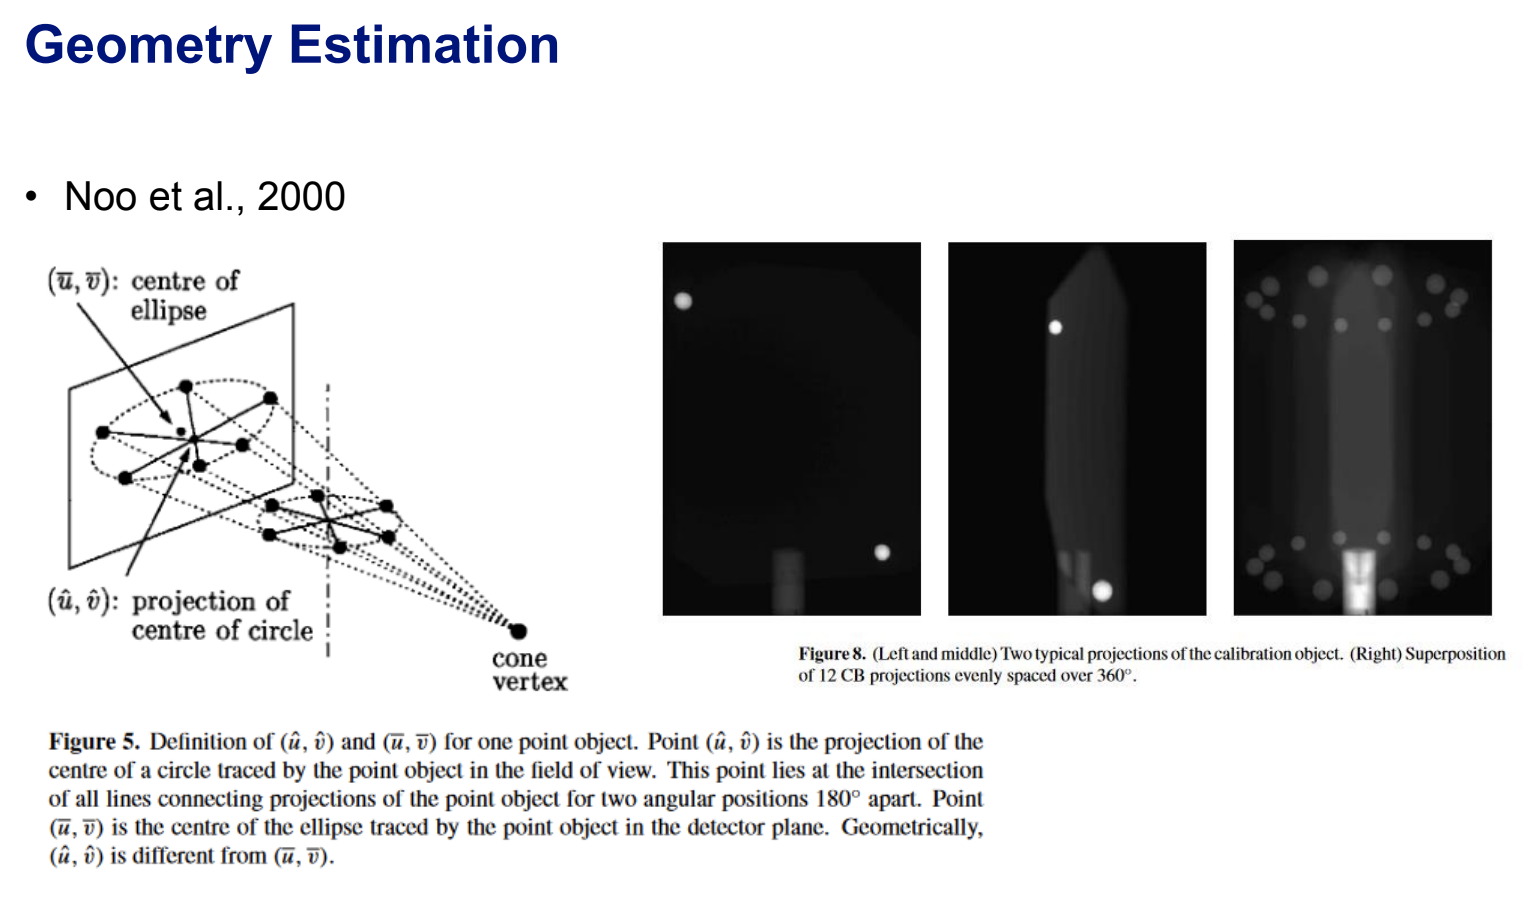 Geometry Estimation
• Noo et al., 2000
(u̅, v̅): centre of
ellipse
(û, v̂): projection of
centre of circle
cone
vertex
Figure 8. (Left and middle) Two typical projections of the calibration object. (Right) Superposition
of 12 CB projections evenly spaced over 360°.
Figure 5. Definition of (û, v̂) and (u̅, v̅) for one point object. Point (û, v̂) is the projection of the
centre of a circle traced by the point object in the field of view. This point lies at the intersection
of all lines connecting projections of the point object for two angular positions 180° apart. Point
(u̅, v̅) is the centre of the ellipse traced by the point object in the detector plane. Geometrically,
(û, v̂) is different from (u̅, v̅).